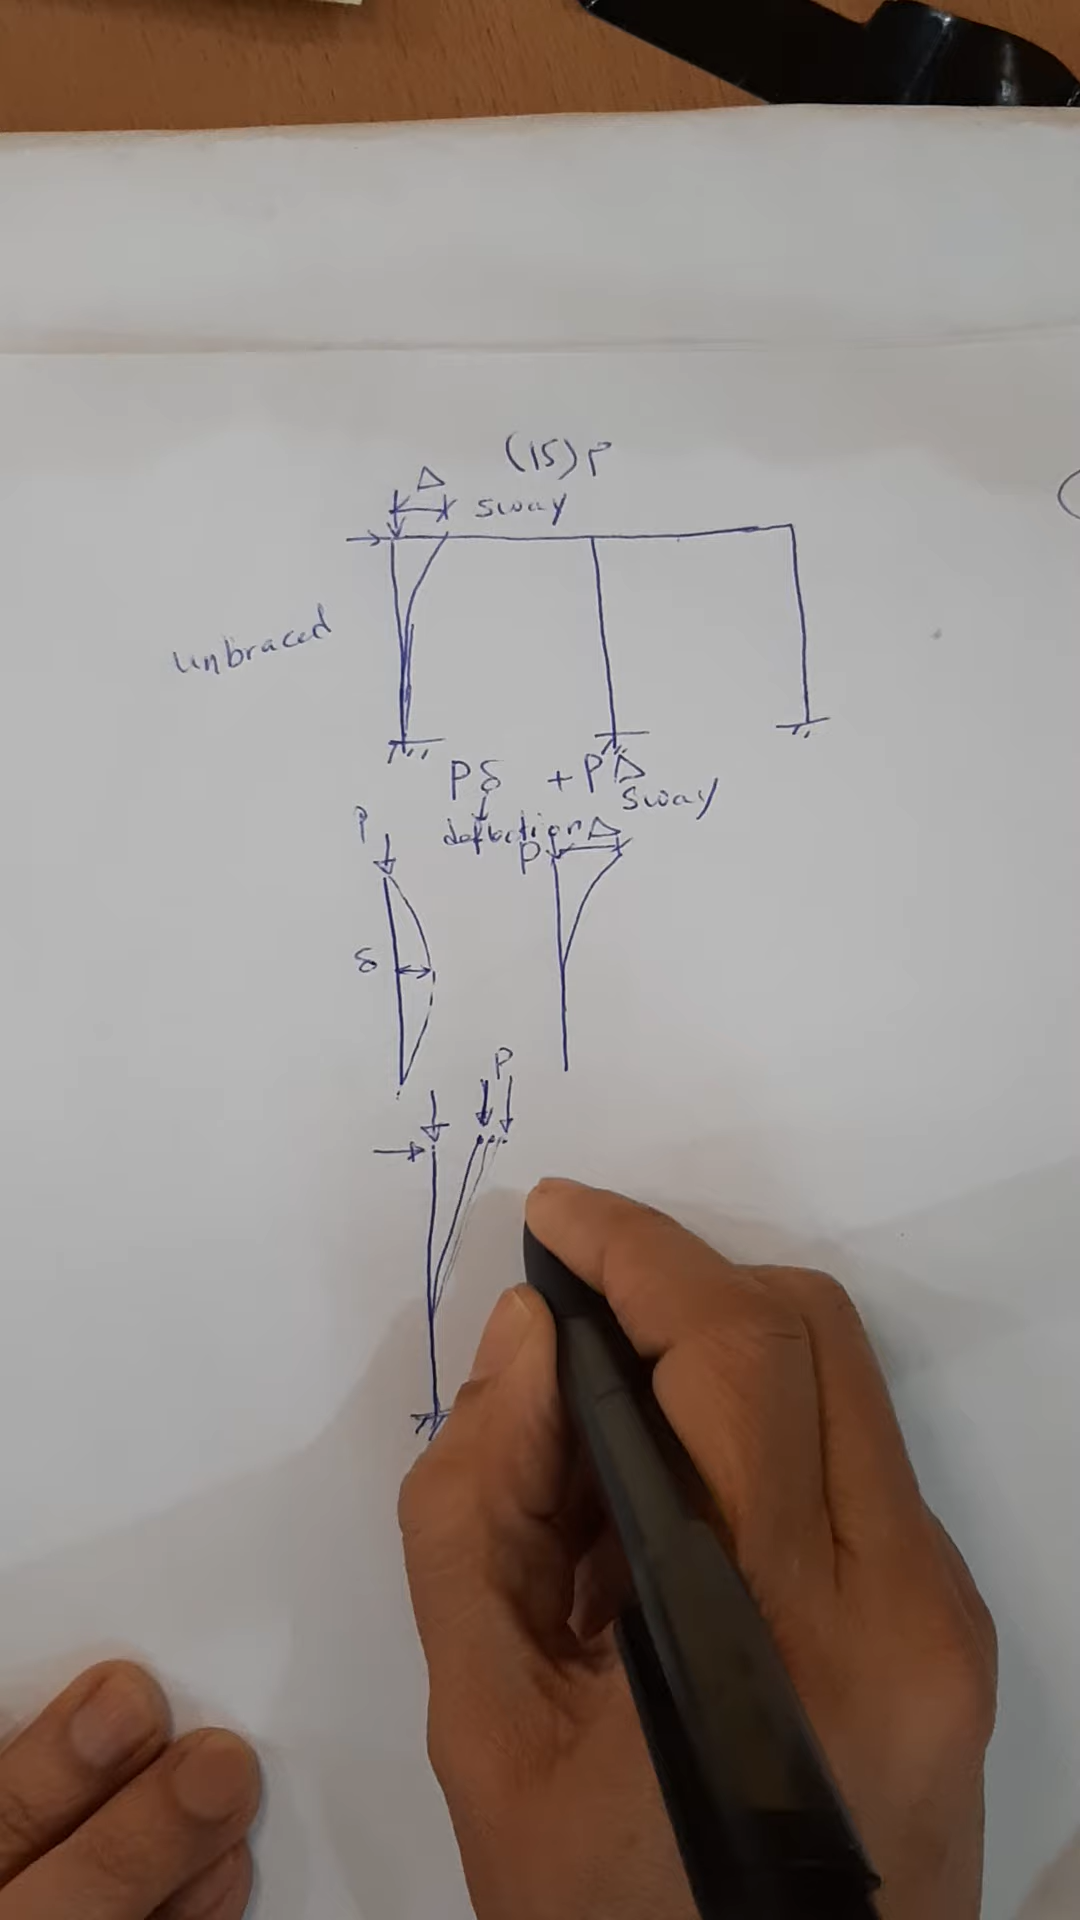 (15) P
Δ
sway
unbraced
Pδ + PΔ
sway
P
deflection
Δ
P
δ
P